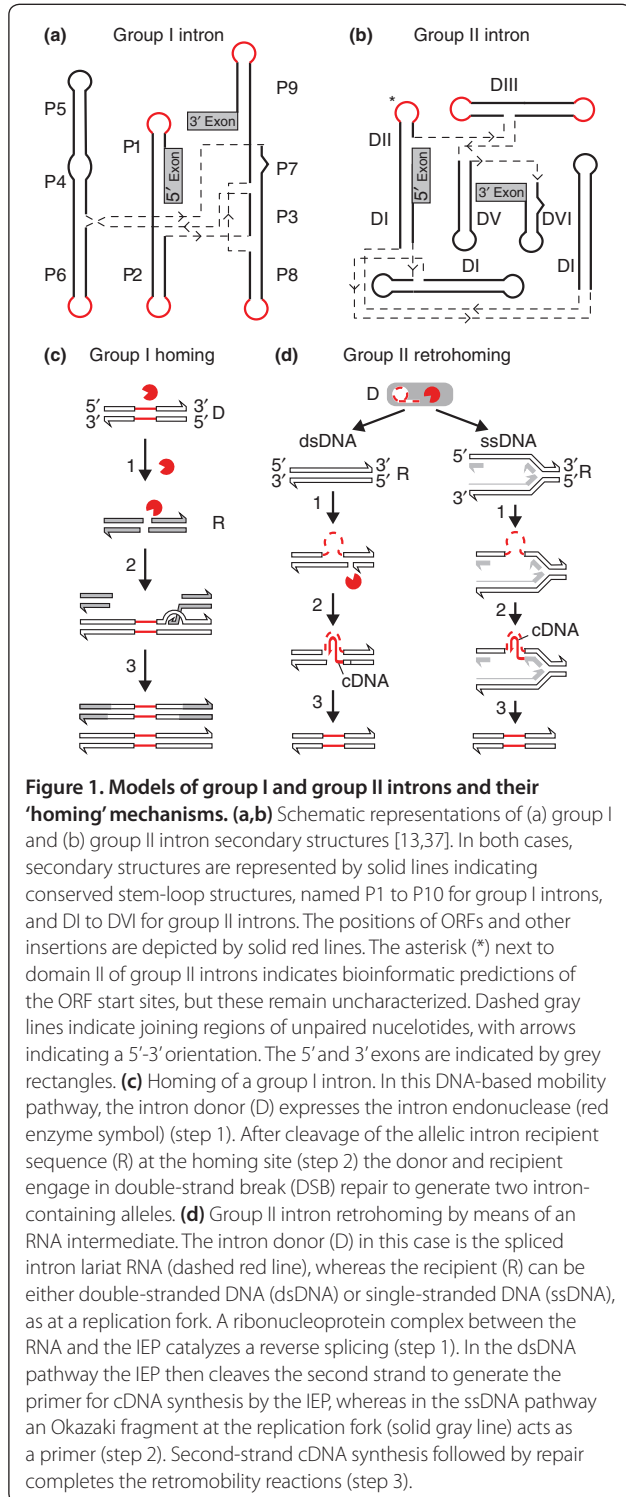 (a) Group I intron
(b) Group II intron
P5
P4
P6
P1
P2
3′ Exon
5′ Exon
P9
P7
P3
P8
*
DII
DI
5′ Exon
DIII
DV
3′ Exon
DVI
DI
DI
(c) Group I homing
5′ 3′ D
3′ 5′
1
R
2
3
(d) Group II retrohoming
D
dsDNA
ssDNA
5′ 3′
3′ 5′ R
1
2
cDNA
3
5′
3′
R
5′
3′
1
2
cDNA
3
Figure 1. Models of group I and group II introns and their
‘homing’ mechanisms. (a,b) Schematic representations of (a) group I
and (b) group II intron secondary structures [13,37]. In both cases,
secondary structures are represented by solid lines indicating
conserved stem-loop structures, named P1 to P10 for group I introns,
and DI to DVI for group II introns. The positions of ORFs and other
insertions are depicted by solid red lines. The asterisk (*) next to
domain II of group II introns indicates bioinformatic predictions of
the ORF start sites, but these remain uncharacterized. Dashed gray
lines indicate joining regions of unpaired nucelotides, with arrows
indicating a 5′-3′ orientation. The 5′ and 3′ exons are indicated by grey
rectangles. (c) Homing of a group I intron. In this DNA-based mobility
pathway, the intron donor (D) expresses the intron endonuclease (red
enzyme symbol) (step 1). After cleavage of the allelic intron recipient
sequence (R) at the homing site (step 2) the donor and recipient
engage in double-strand break (DSB) repair to generate two intron-
containing alleles. (d) Group II intron retrohoming by means of an
RNA intermediate. The intron donor (D) in this case is the spliced
intron lariat RNA (dashed red line), whereas the recipient (R) can be
either double-stranded DNA (dsDNA) or single-stranded DNA (ssDNA),
as at a replication fork. A ribonucleoprotein complex between the
RNA and the IEP catalyzes a reverse splicing (step 1). In the dsDNA
pathway the IEP then cleaves the second strand to generate the
primer for cDNA synthesis by the IEP, whereas in the ssDNA pathway
an Okazaki fragment at the replication fork (solid gray line) acts as
a primer (step 2). Second-strand cDNA synthesis followed by repair
completes the retromobility reactions (step 3).